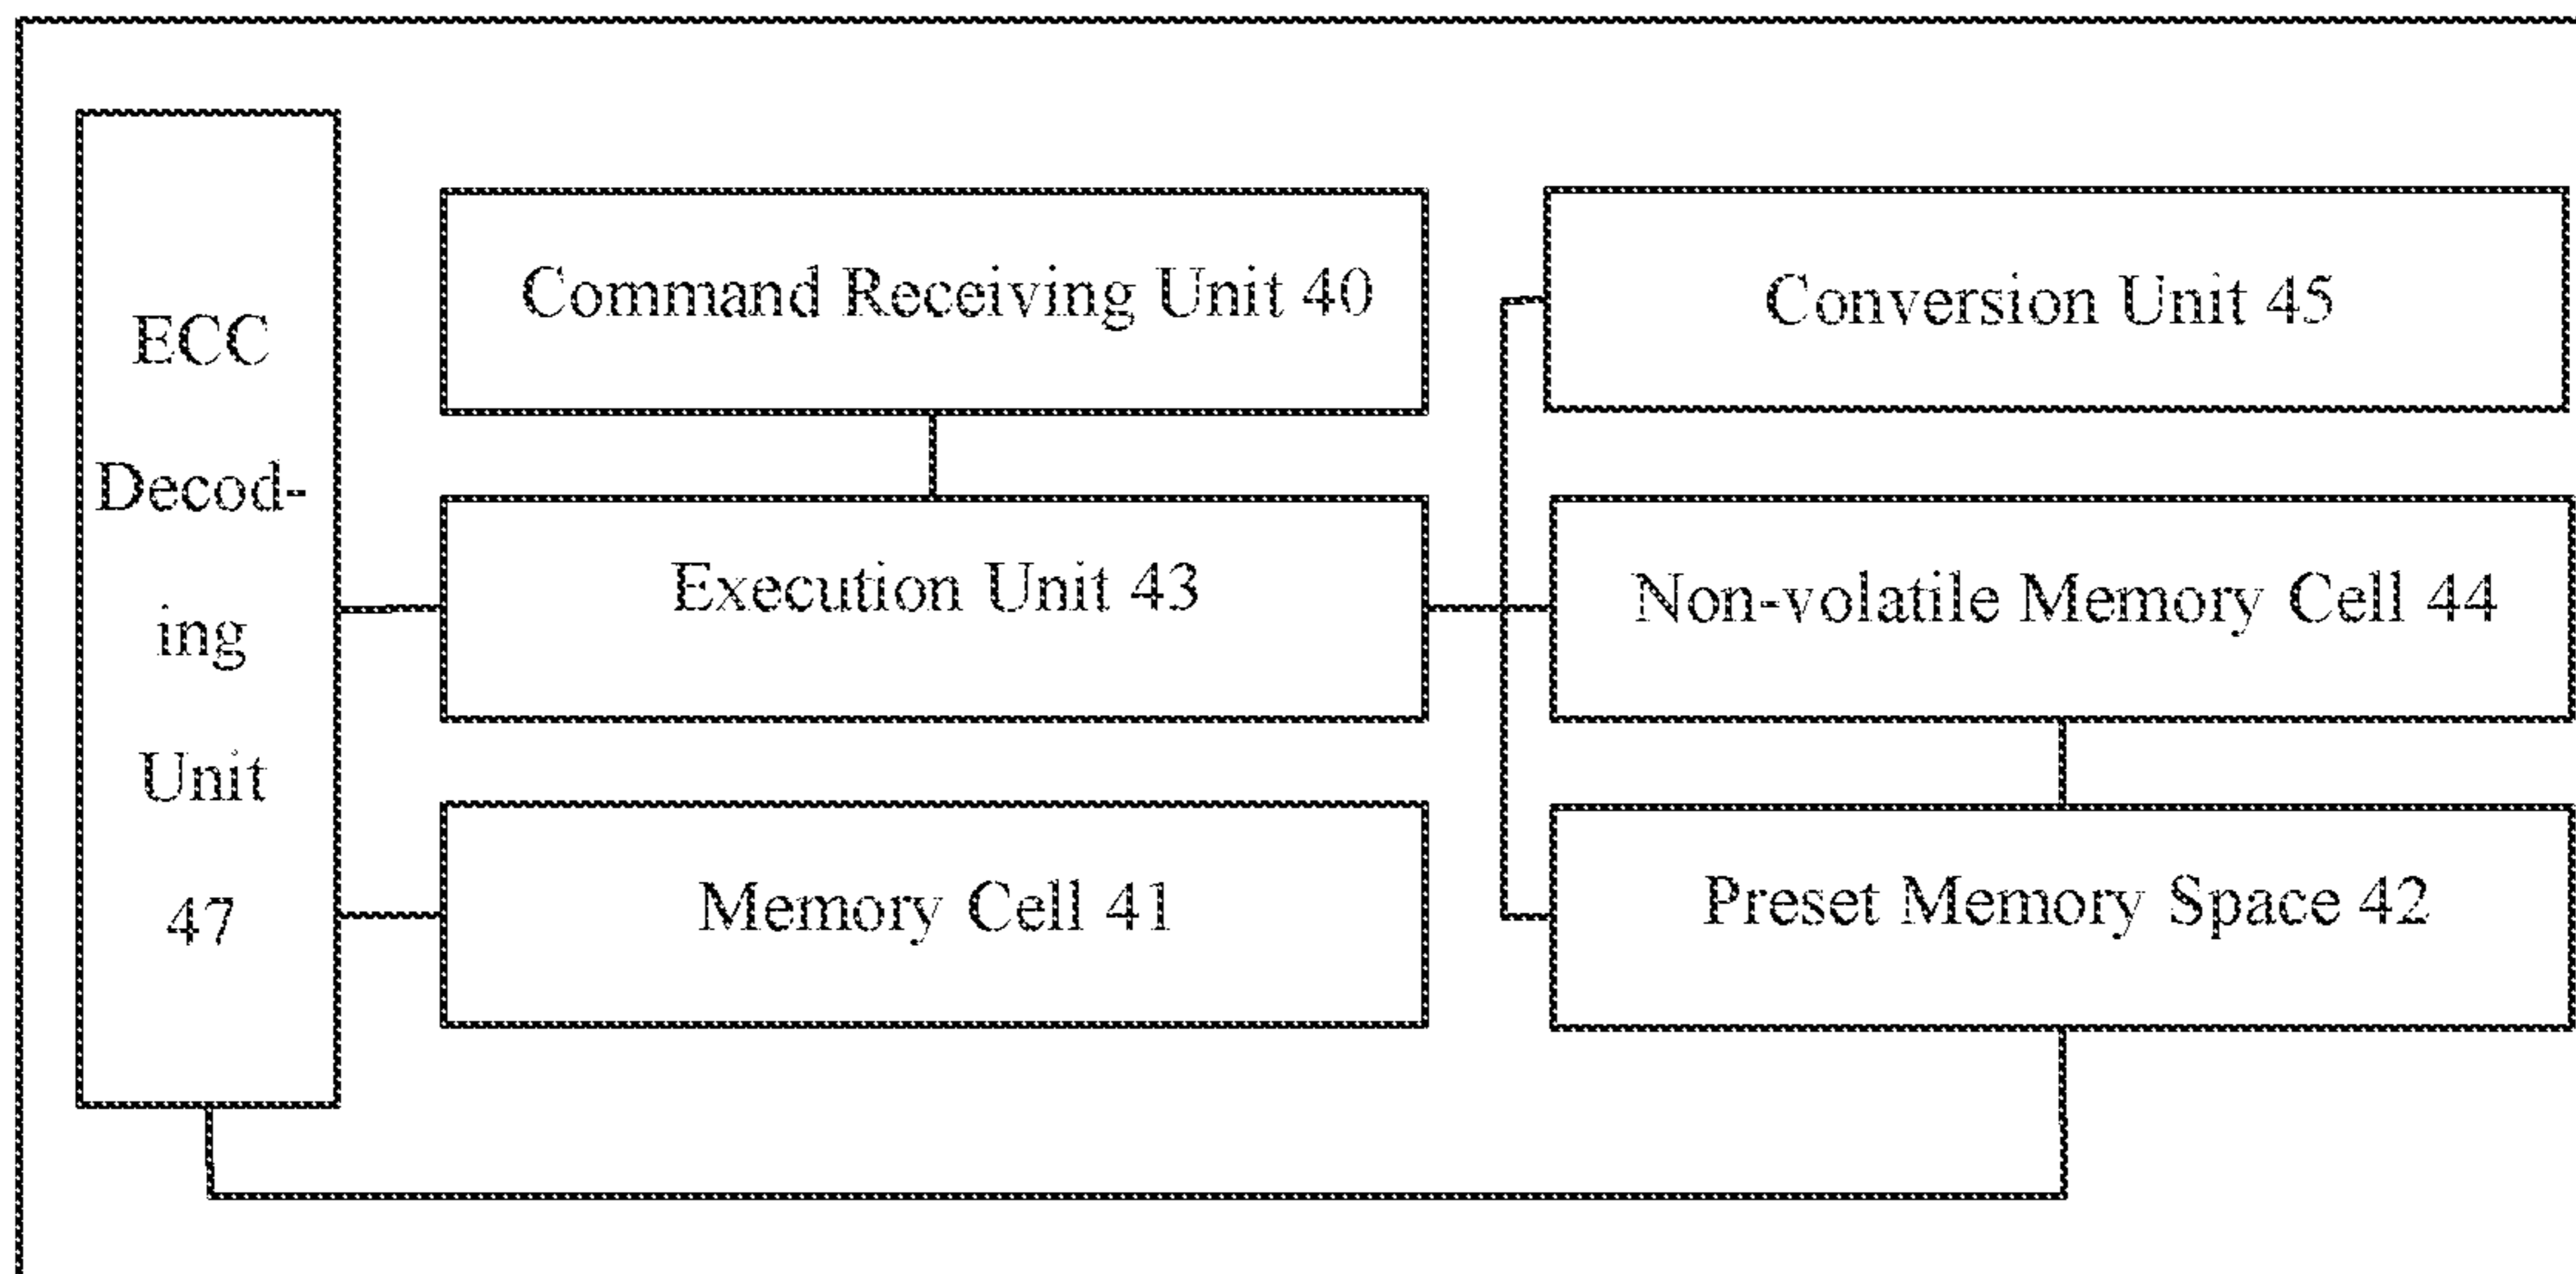 ECC
Decod-
ing
Unit
47
Command Receiving Unit 40
Execution Unit 43
Memory Cell 41
Conversion Unit 45
Non-volatile Memory Cell 44
Preset Memory Space 42